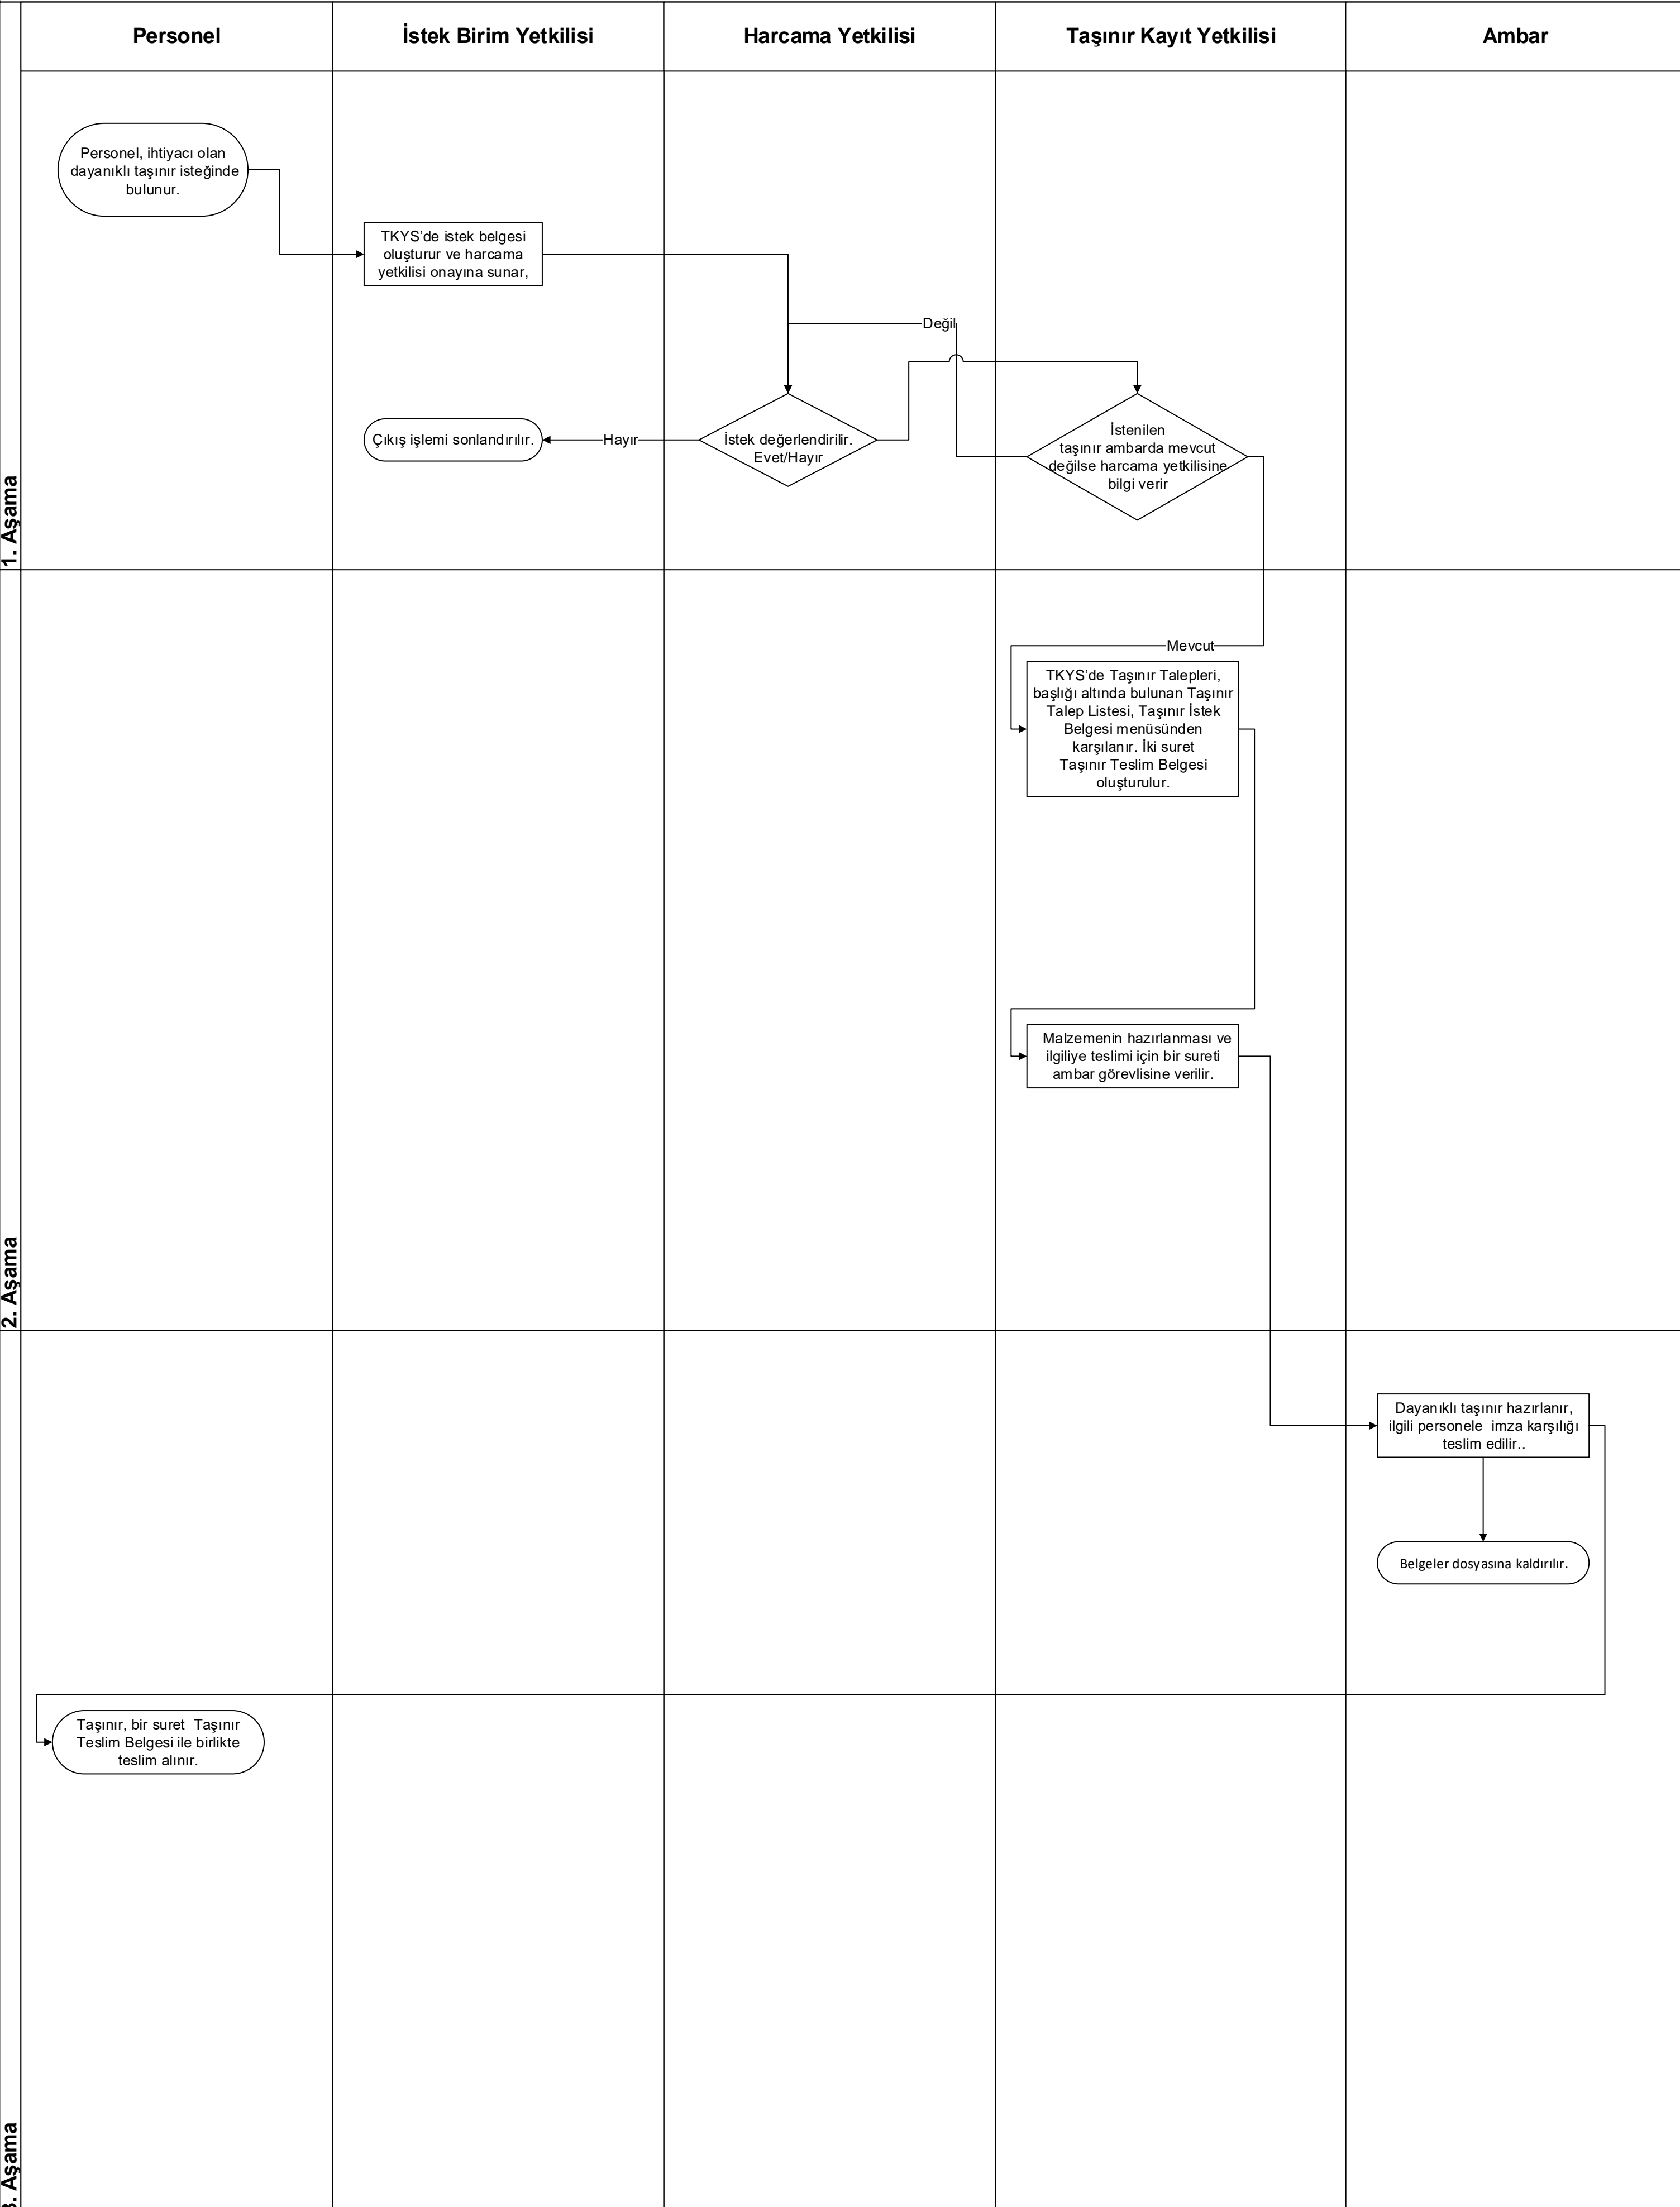 Personel
İstek Birim Yetkilisi
Harcama Yetkilisi
Taşınır Kayıt Yetkilisi
Ambar
Personel, ihtiyacı olan
dayanıklı taşınır isteğinde
bulunur.
TKYS’de istek belgesi
oluşturur ve harcama
yetkilisi onayına sunar,
Değil
Çıkış işlemi sonlandırılır.
Hayır
İstek değerlendirilir.
Evet/Hayır
İstenilen
taşınır ambarda mevcut
değilse harcama yetkilisine
bilgi verir
1. Aşama
Mevcut
TKYS’de Taşınır Talepleri,
başlığı altında bulunan Taşınır
Talep Listesi, Taşınır İstek
Belgesi menüsünden
karşılanır. İki suret
Taşınır Teslim Belgesi
oluşturulur.
Malzemenin hazırlanması ve
ilgiliye teslimi için bir sureti
ambar görevlisine verilir.
2. Aşama
Dayanıklı taşınır hazırlanır,
ilgili personele imza karşılığı
teslim edilir..
Belgeler dosyasına kaldırılır.
Taşınır, bir suret Taşınır
Teslim Belgesi ile birlikte
teslim alınır.
3. Aşama